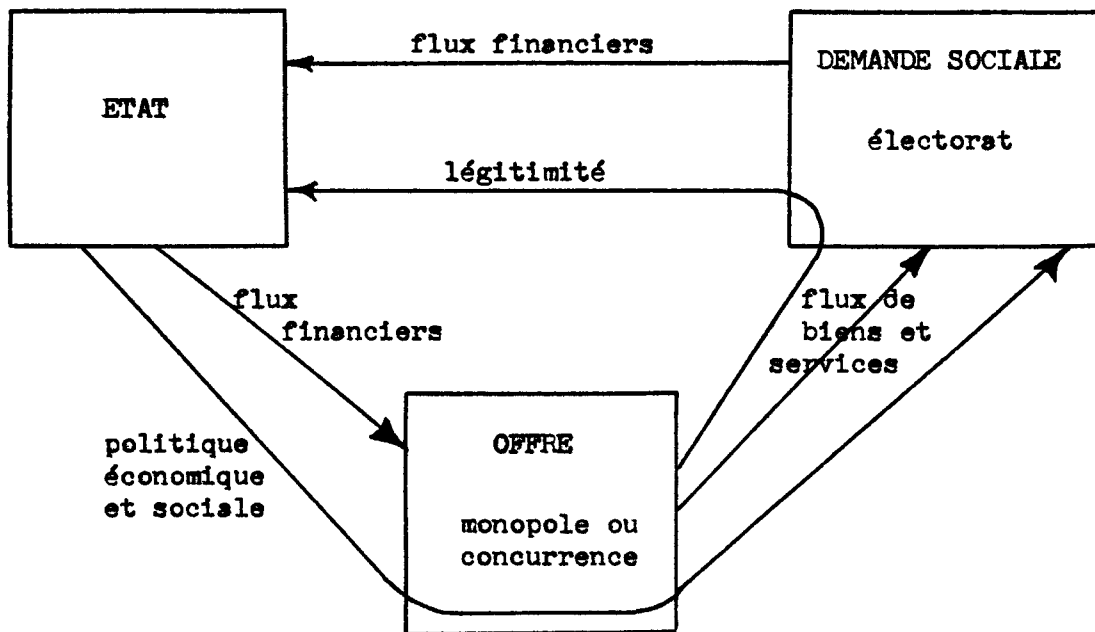 flux financiers
DEMANDE SOCIALE
ETAT
électorat
légitimité
flux
financiers
flux de
biens et
services
politique
économique
et sociale
OFFRE
monopole ou
concurrence